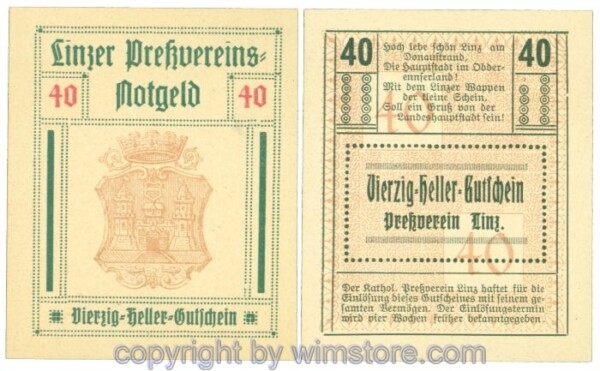 Linzer Preßvereins=
Notgeld
40 40
Vierzig-Heller-Gutschein
40 40
Hoch lebe schön Linz am
Donaustrand,
Die Hauptstadt im Obder-
ennserland!
Mit dem Linzer Wappen
der kleine Schein,
Soll ein Gruß von der
Landeshauptstadt sein!
40
Vierzig-Heller-Gutschein
Preßverein Linz.
40
Der Kathol. Preßverein Linz haftet für die
Einlösung dieses Gutscheines mit seinem ge-
samten Vermögen. Der Einlösungstermin
wird vier Wochen früher bekanntgegeben
copyright by wimstore.com